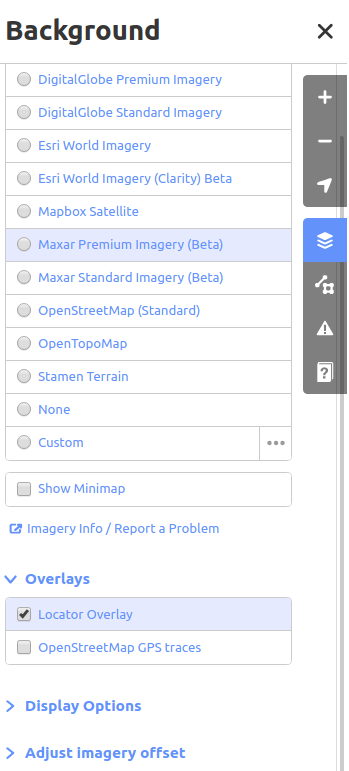 Background
DigitalGlobe Premium Imagery
DigitalGlobe Standard Imagery
Esri World Imagery
Esri World Imagery (Clarity) Beta
Mapbox Satellite
Maxar Premium Imagery (Beta)
Maxar Standard Imagery (Beta)
OpenStreetMap (Standard)
OpenTopoMap
Stamen Terrain
None
Custom
Show Minimap
Imagery Info / Report a Problem
Overlays
Locator Overlay
OpenStreetMap GPS traces
Display Options
Adjust imagery offset